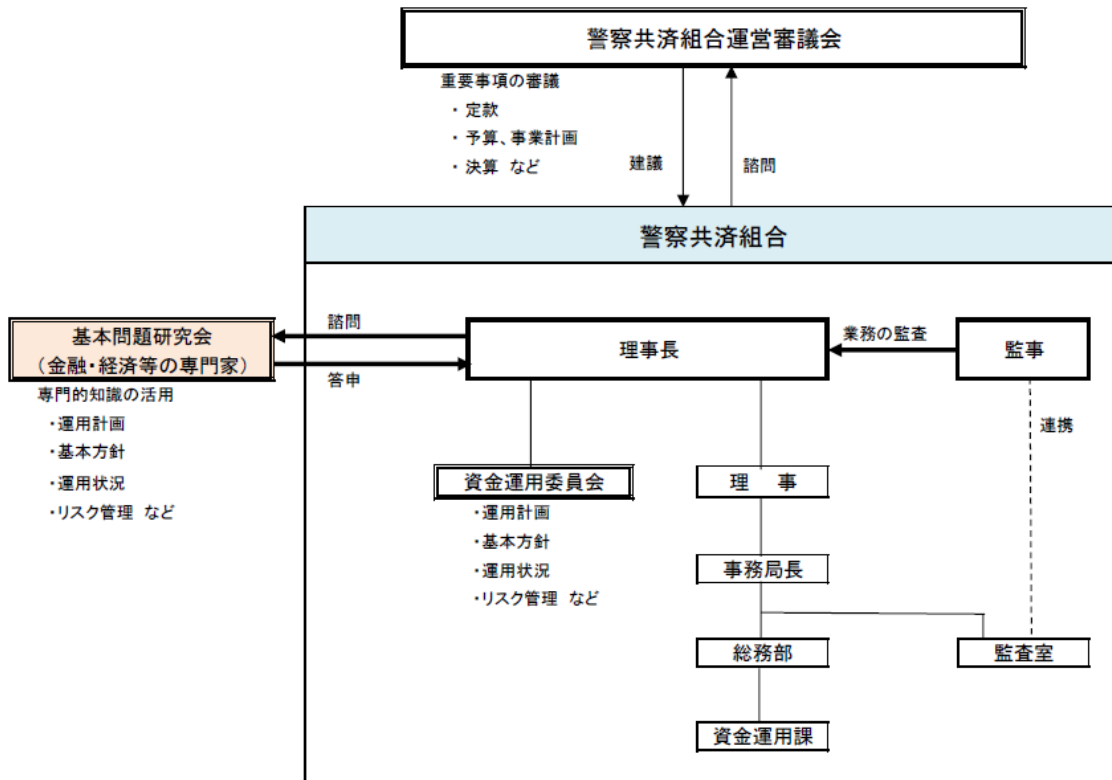 警察共済組合運営審議会
重要事項の審議
・ 定款
・ 予算、事業計画
・ 決算 など
建議
諮問
警察共済組合
基本問題研究会
（金融・経済等の専門家）
専門的知識の活用
・運用計画
・基本方針
・運用状況
・リスク管理 など
諮問
答申
理事長
業務の監査
監事
連携
資金運用委員会
・運用計画
・基本方針
・運用状況
・リスク管理 など
理　事
事務局長
総務部
監査室
資金運用課